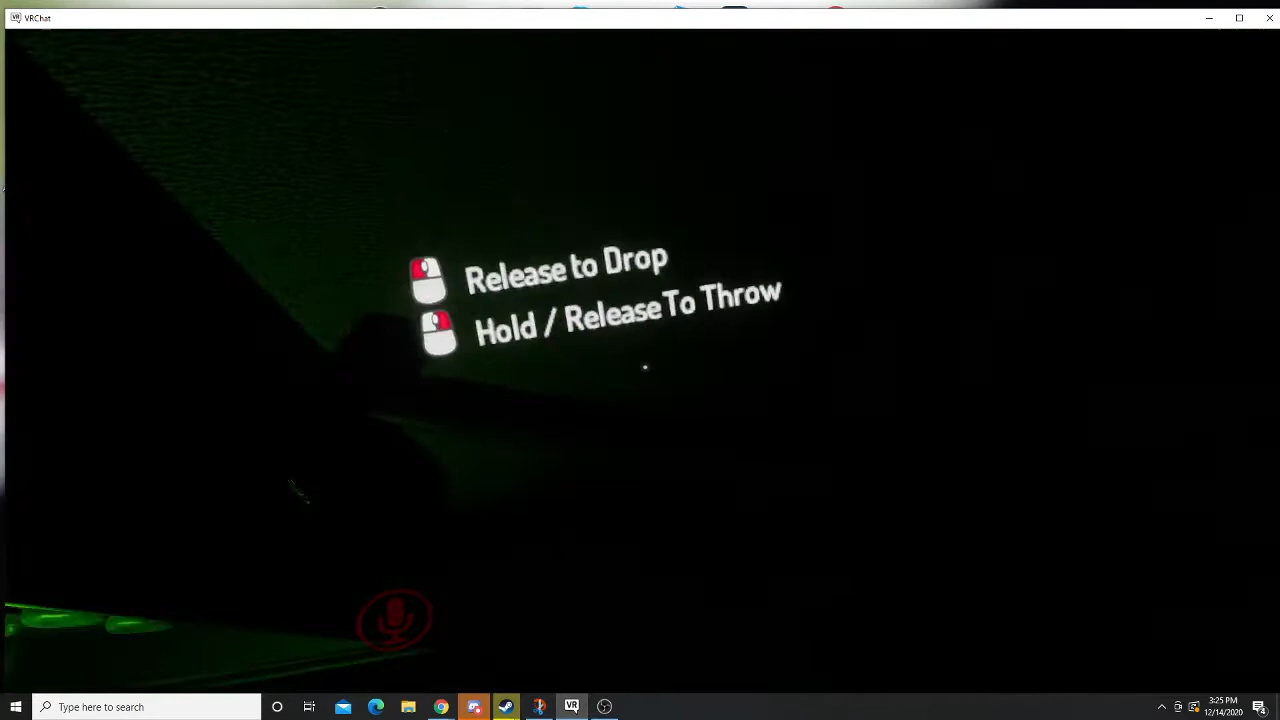 VRChat
Release to Drop
Hold / Release To Throw
Type here to search
3:25 PM
12/14/2020